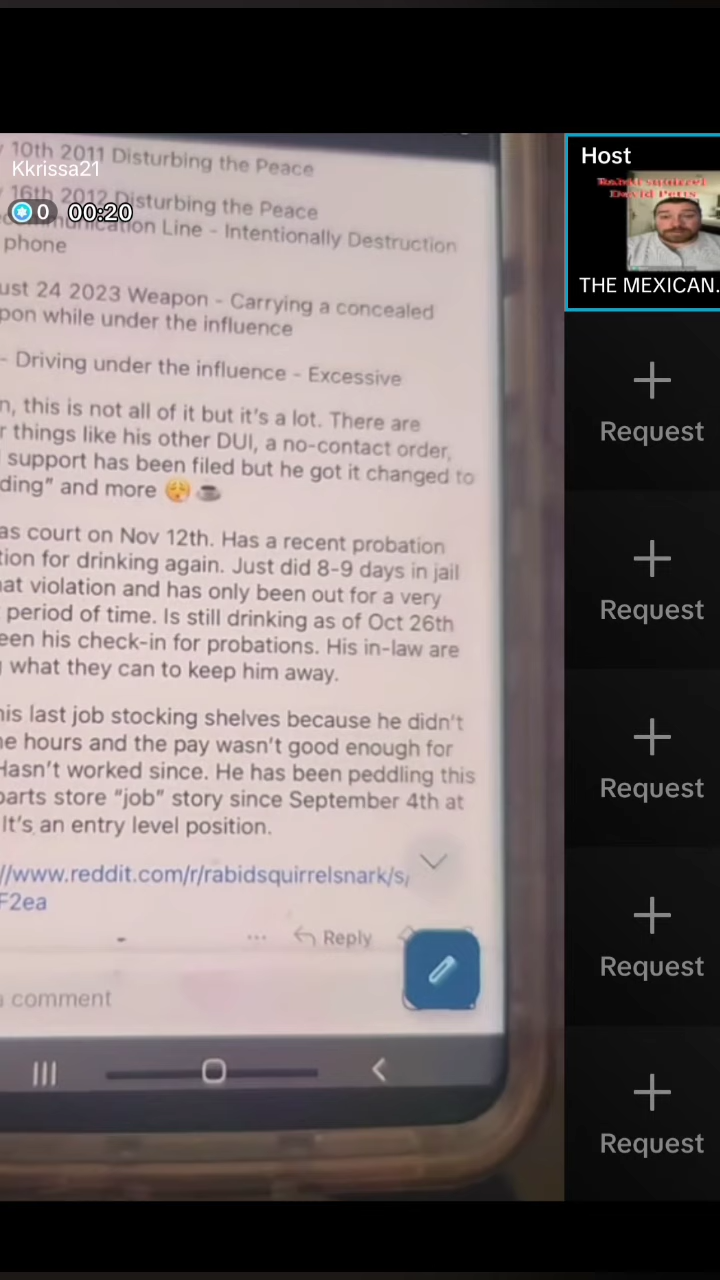 10th 2011 Disturbing the Peace
Kkrissa21
16th 2012 Disturbing the Peace
0 00:20
Line - Intentionally Destruction
phone
ust 24 2023 Weapon - Carrying a concealed
pon while under the influence
- Driving under the influence - Excessive
n, this is not all of it but it's a lot. There are
r things like his other DUI, a no-contact order,
support has been filed but he got it changed to
ding" and more 😮‍💨 ☕
as court on Nov 12th. Has a recent probation
tion for drinking again. Just did 8-9 days in jail
hat violation and has only been out for a very
period of time. Is still drinking as of Oct 26th
een his check-in for probations. His in-law are
g what they can to keep him away.
his last job stocking shelves because he didn't
he hours and the pay wasn't good enough for
Hasn't worked since. He has been peddling this
parts store "job" story since September 4th at
It's an entry level position.
//www.reddit.com/r/rabidsquirrelsnark/s/
F2ea
... Reply
comment
Host
Rabid squirrel
David Petts
THE MEXICAN.
+
Request
+
Request
+
Request
+
Request
+
Request